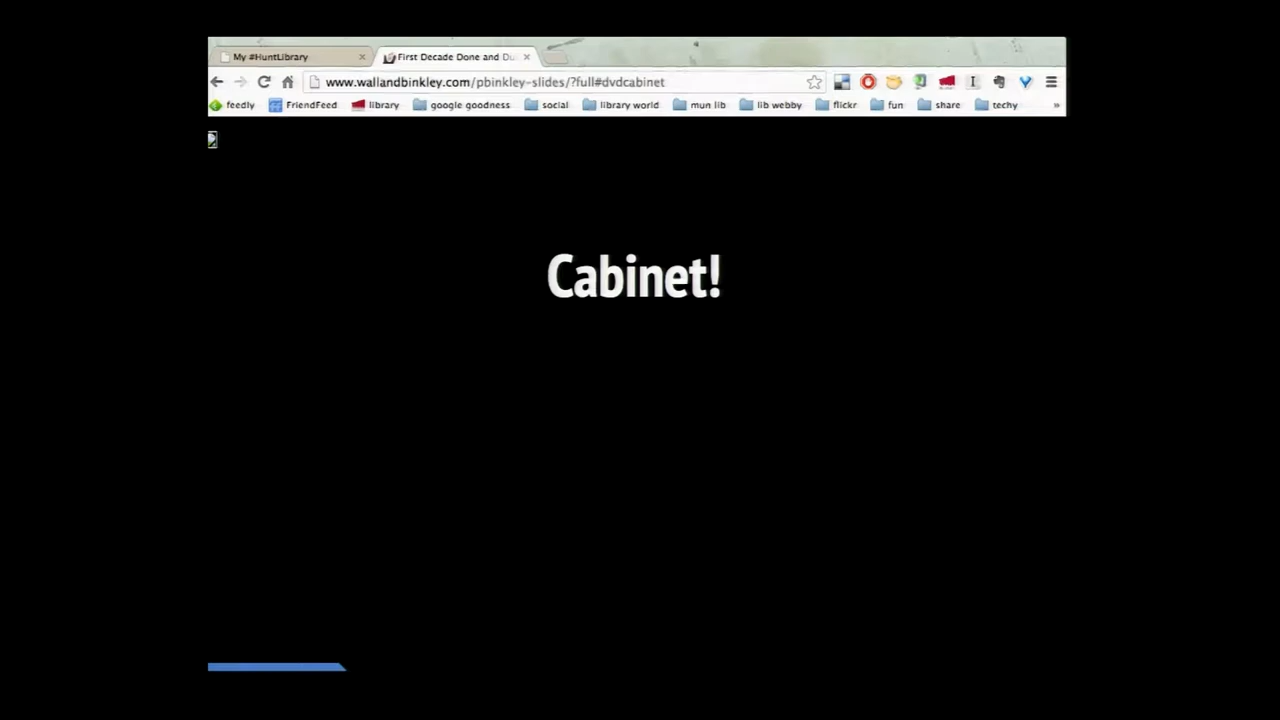 My #HuntLibrary
First Decade Done and Du
www.wallandbinkley.com/pbinkley-slides/?full#dvdcabinet
feedly FriendFeed library google goodness social library world mun lib lib webby flickr fun share techy »
Cabinet!